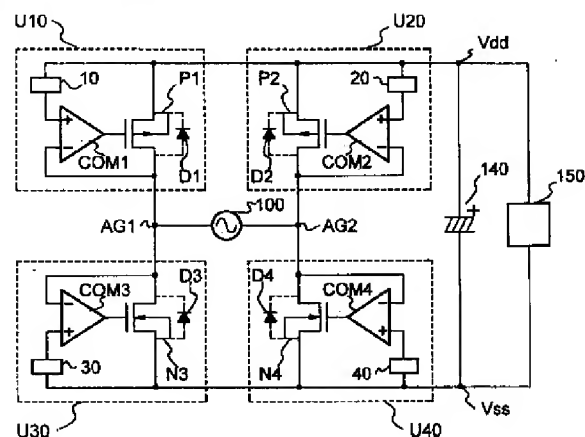 U10
U20
Vdd
10
P1
P2
20
+
+
COM1
COM2
-
-
D1
D2
140
150
+
100
AG1
AG2
D3
D4
-
-
COM3
COM4
+
+
30
N3
N4
40
U30
U40
Vss